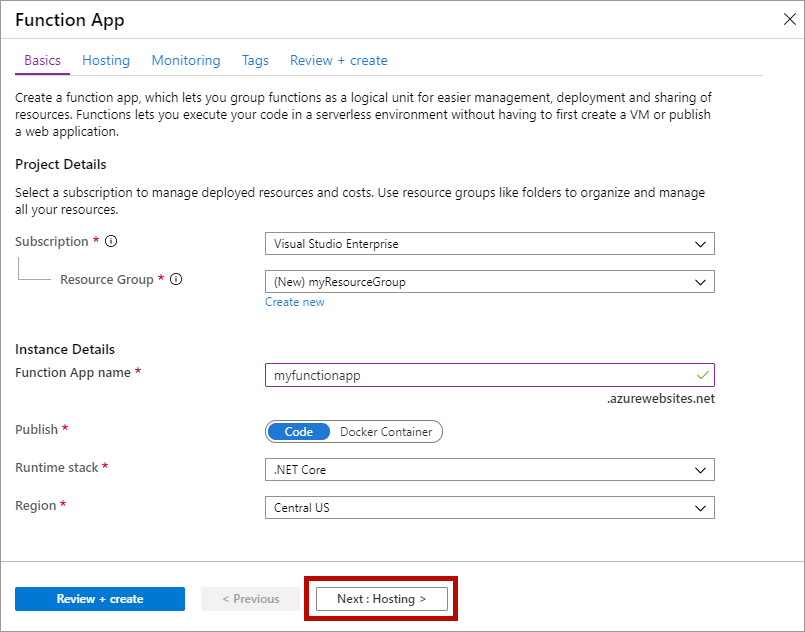 Function App
Basics Hosting Monitoring Tags Review + create
Create a function app, which lets you group functions as a logical unit for easier management, deployment and sharing of
resources. Functions lets you execute your code in a serverless environment without having to first create a VM or publish
a web application.
Project Details
Select a subscription to manage deployed resources and costs. Use resource groups like folders to organize and manage
all your resources.
Subscription * Visual Studio Enterprise
Resource Group * (New) myResourceGroup
Create new
Instance Details
Function App name * myfunctionapp
.azurewebsites.net
Publish * Code Docker Container
Runtime stack * .NET Core
Region * Central US
Review + create < Previous Next : Hosting >